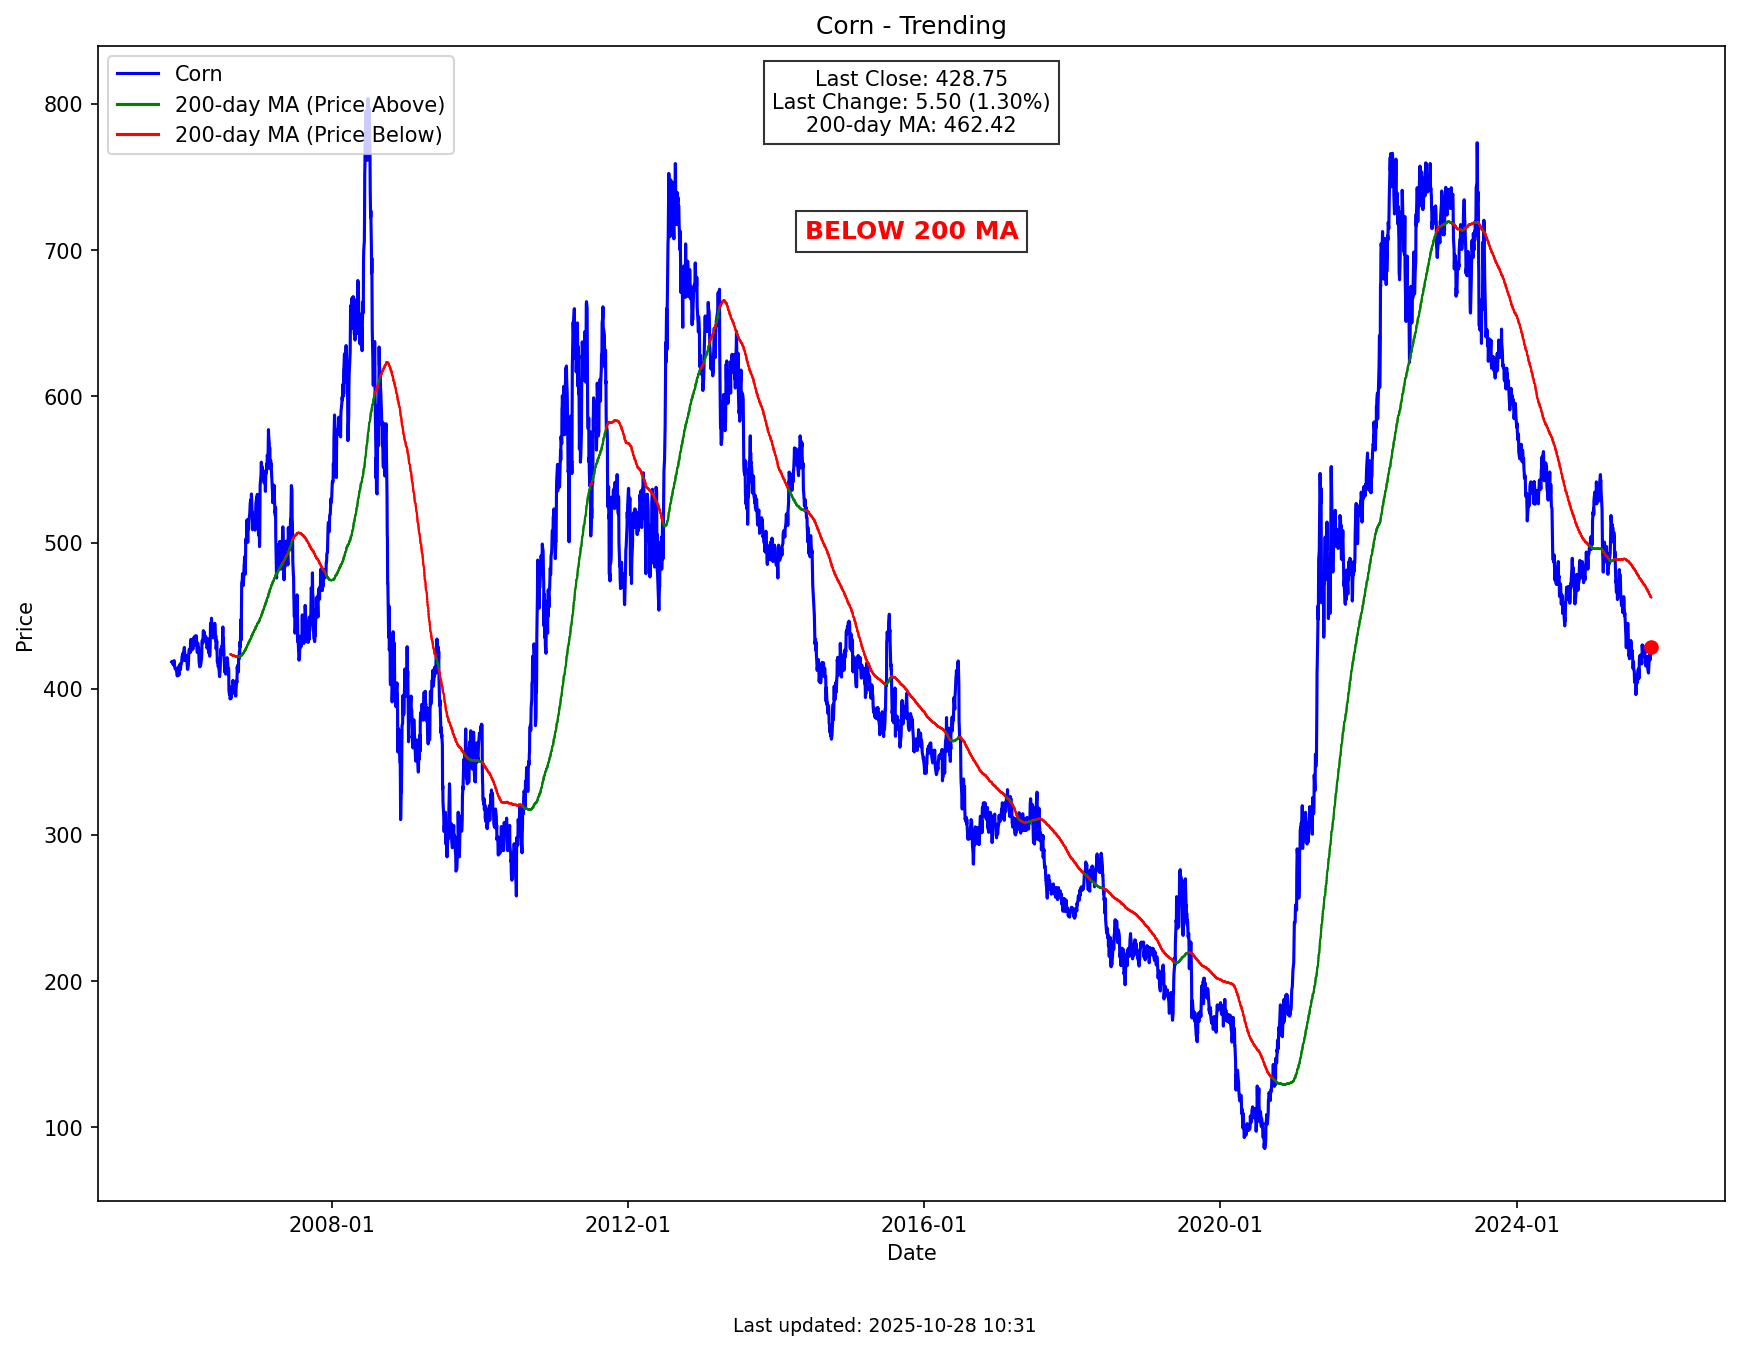 Corn - Trending
Corn
200-day MA (Price Above)
200-day MA (Price Below)
Last Close: 428.75
Last Change: 5.50 (1.30%)
200-day MA: 462.42
BELOW 200 MA
Price
800
700
600
500
400
300
200
100
2008-01
2012-01
2016-01
2020-01
2024-01
Date
Last updated: 2025-10-28 10:31